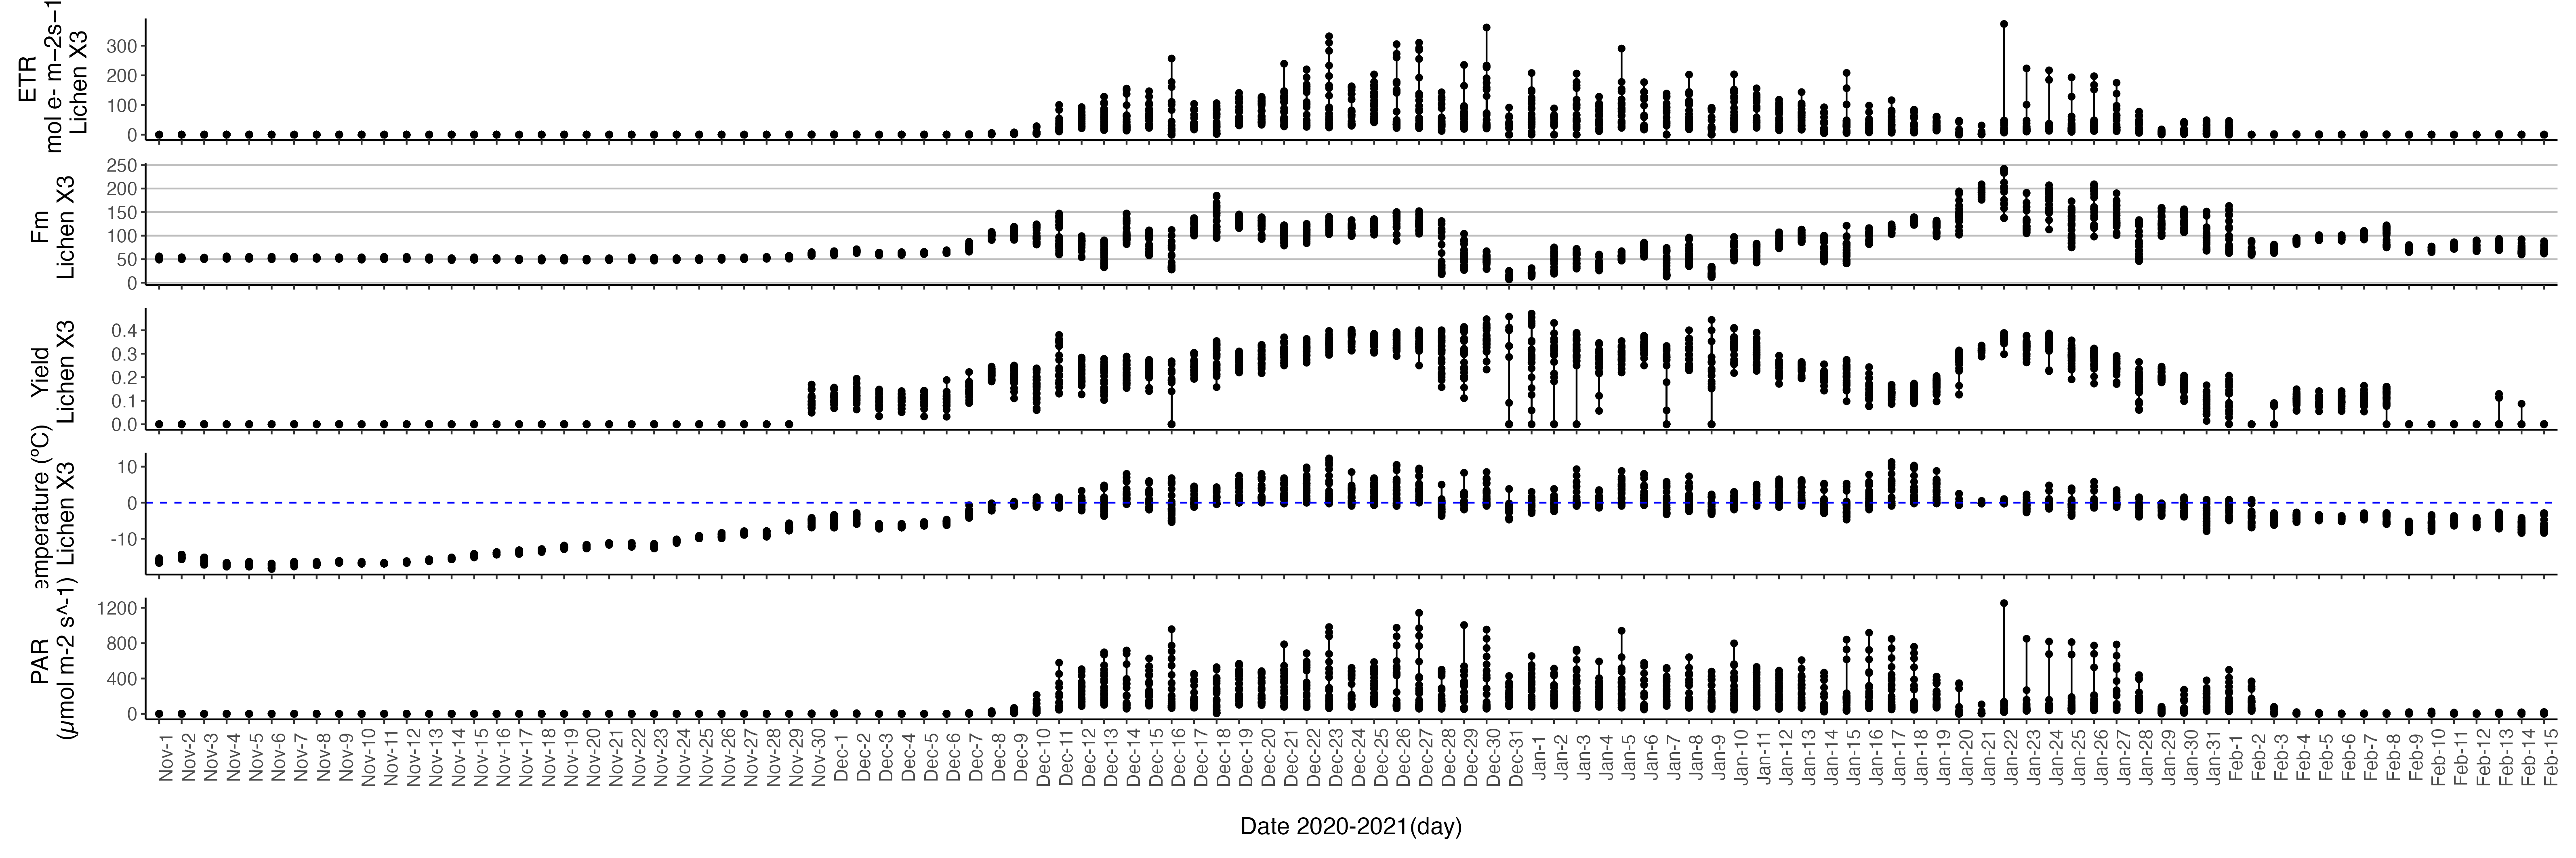 ETR
mol e- m−2s−1
Lichen X3
300
200
100
0
Fm
Lichen X3
250
200
150
100
50
0
Yield
Lichen X3
0.4
0.3
0.2
0.1
0.0
emperature (ºC)
Lichen X3
10
0
-10
PAR
(µmol m-2 s^-1)
1200
800
400
0
Nov-1
Nov-2
Nov-3
Nov-4
Nov-5
Nov-6
Nov-7
Nov-8
Nov-9
Nov-10
Nov-11
Nov-12
Nov-13
Nov-14
Nov-15
Nov-16
Nov-17
Nov-18
Nov-19
Nov-20
Nov-21
Nov-22
Nov-23
Nov-24
Nov-25
Nov-26
Nov-27
Nov-28
Nov-29
Nov-30
Dec-1
Dec-2
Dec-3
Dec-4
Dec-5
Dec-6
Dec-7
Dec-8
Dec-9
Dec-10
Dec-11
Dec-12
Dec-13
Dec-14
Dec-15
Dec-16
Dec-17
Dec-18
Dec-19
Dec-20
Dec-21
Dec-22
Dec-23
Dec-24
Dec-25
Dec-26
Dec-27
Dec-28
Dec-29
Dec-30
Dec-31
Jan-1
Jan-2
Jan-3
Jan-4
Jan-5
Jan-6
Jan-7
Jan-8
Jan-9
Jan-10
Jan-11
Jan-12
Jan-13
Jan-14
Jan-15
Jan-16
Jan-17
Jan-18
Jan-19
Jan-20
Jan-21
Jan-22
Jan-23
Jan-24
Jan-25
Jan-26
Jan-27
Jan-28
Jan-29
Jan-30
Jan-31
Feb-1
Feb-2
Feb-3
Feb-4
Feb-5
Feb-6
Feb-7
Feb-8
Feb-9
Feb-10
Feb-11
Feb-12
Feb-13
Feb-14
Feb-15
Date 2020-2021(day)